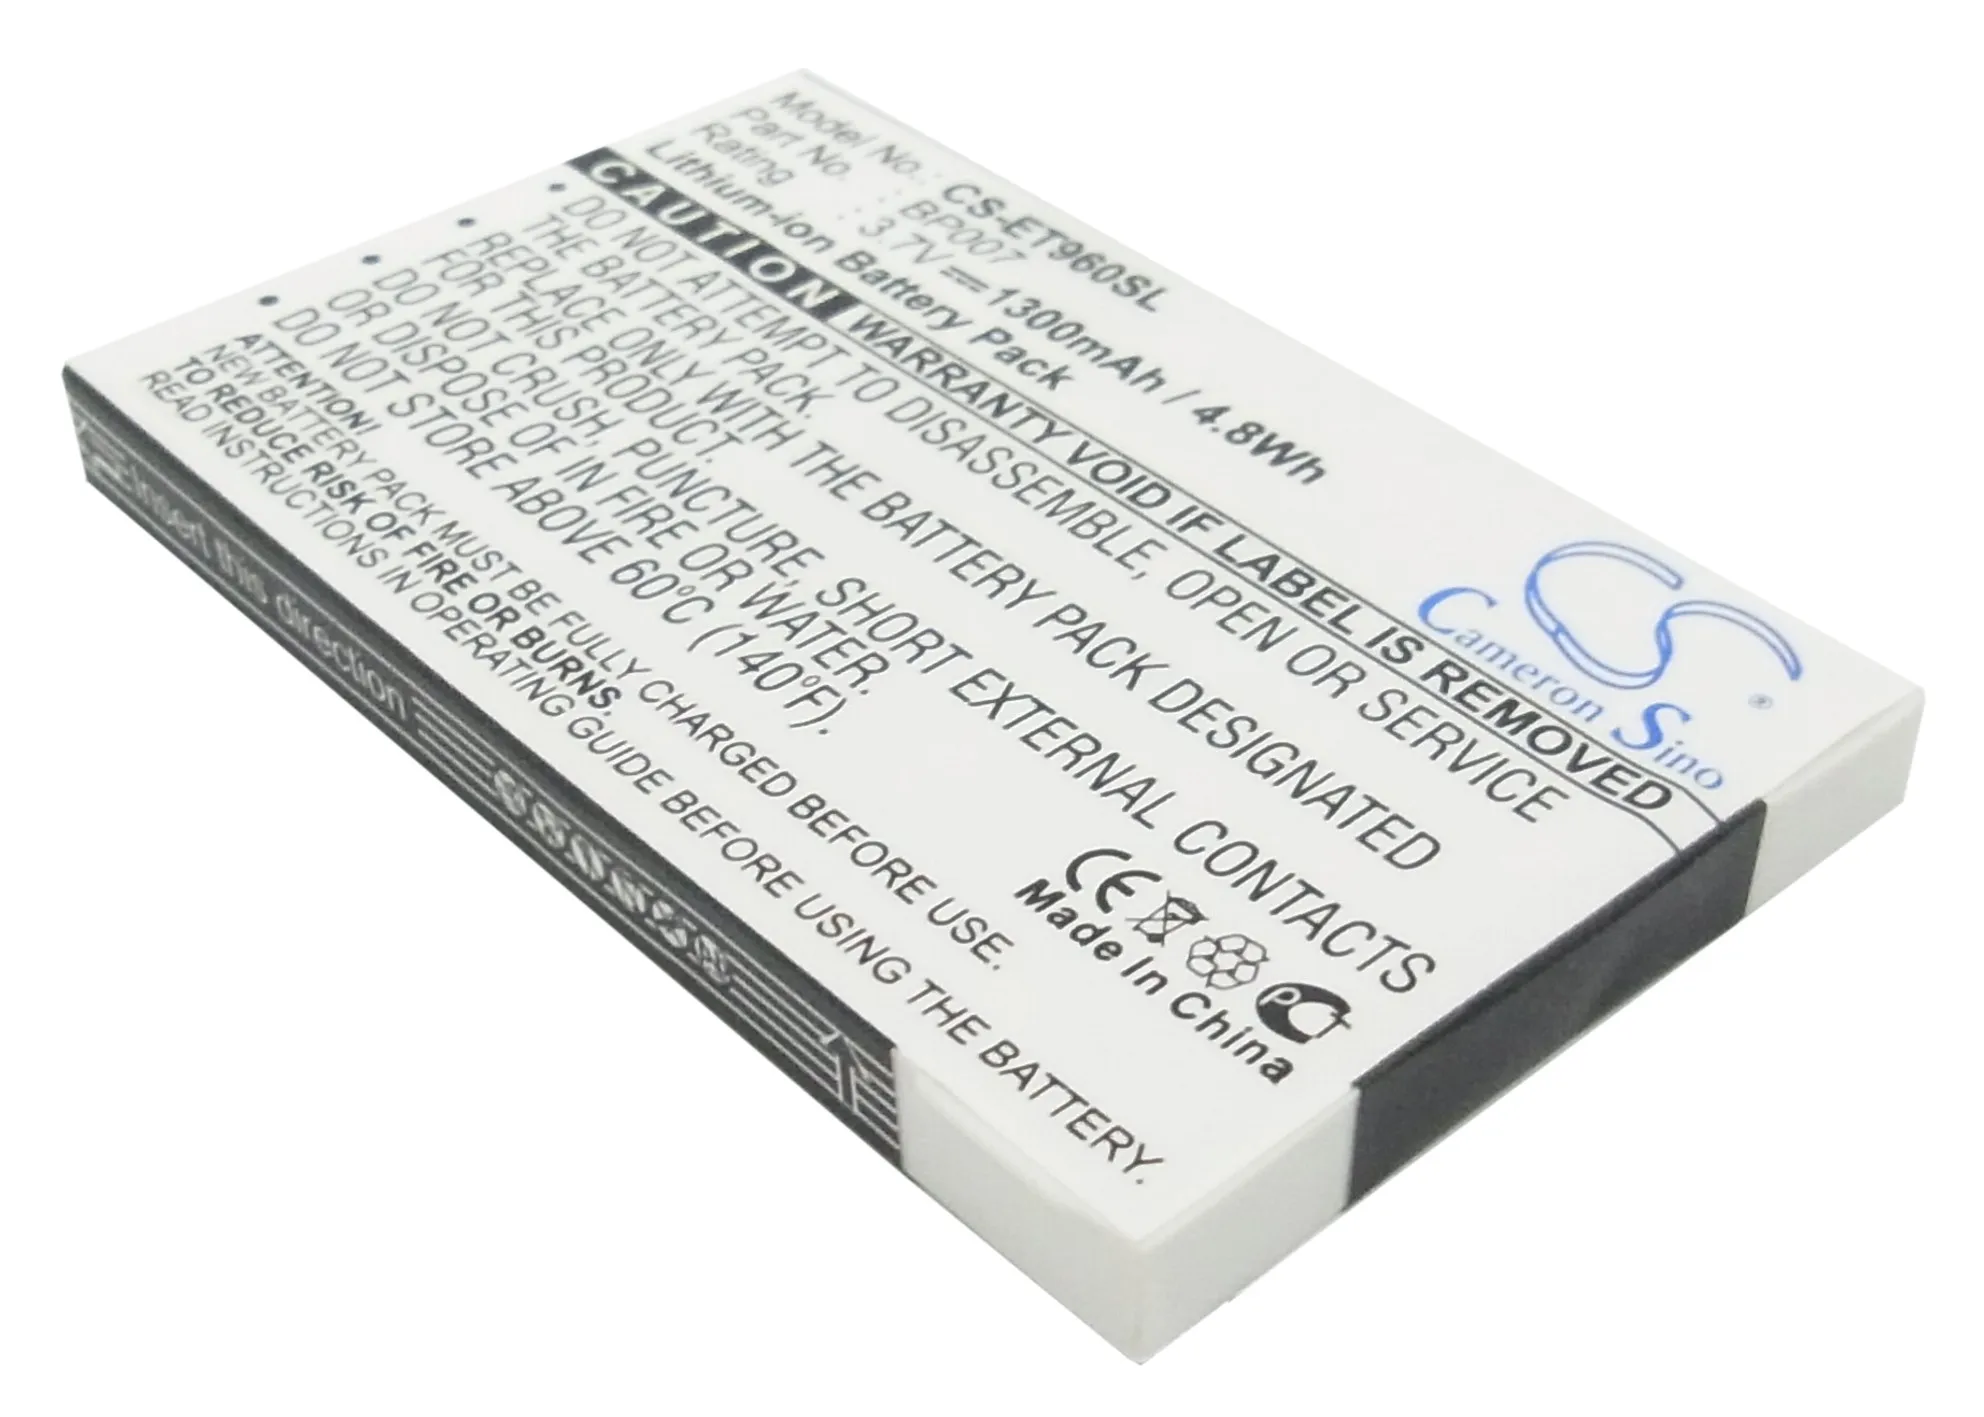 Model No.: CS-ET960SL
Part No. : BP007
Rating : 3.7V 1300mAh / 4.8Wh
Lithium-ion Battery Pack
CAUTION WARRANTY VOID IF LABEL IS REMOVED
• DO NOT ATTEMPT TO DISASSEMBLE, OPEN OR SERVICE
THE BATTERY PACK.
• REPLACE ONLY WITH THE BATTERY PACK DESIGNATED
FOR THIS PRODUCT.
• DO NOT CRUSH, PUNCTURE, SHORT EXTERNAL CONTACTS
OR DISPOSE OF IN FIRE OR WATER.
• DO NOT STORE ABOVE 60°C (140°F).
ATTENTION!
NEW BATTERY PACK MUST BE FULLY CHARGED BEFORE USE.
TO REDUCE RISK OF FIRE OR BURNS.
READ INSTRUCTIONS IN OPERATING GUIDE BEFORE USING THE BATTERY.
CS
Cameron Sino ®
CE
PCT
Made in China
Insert this direction